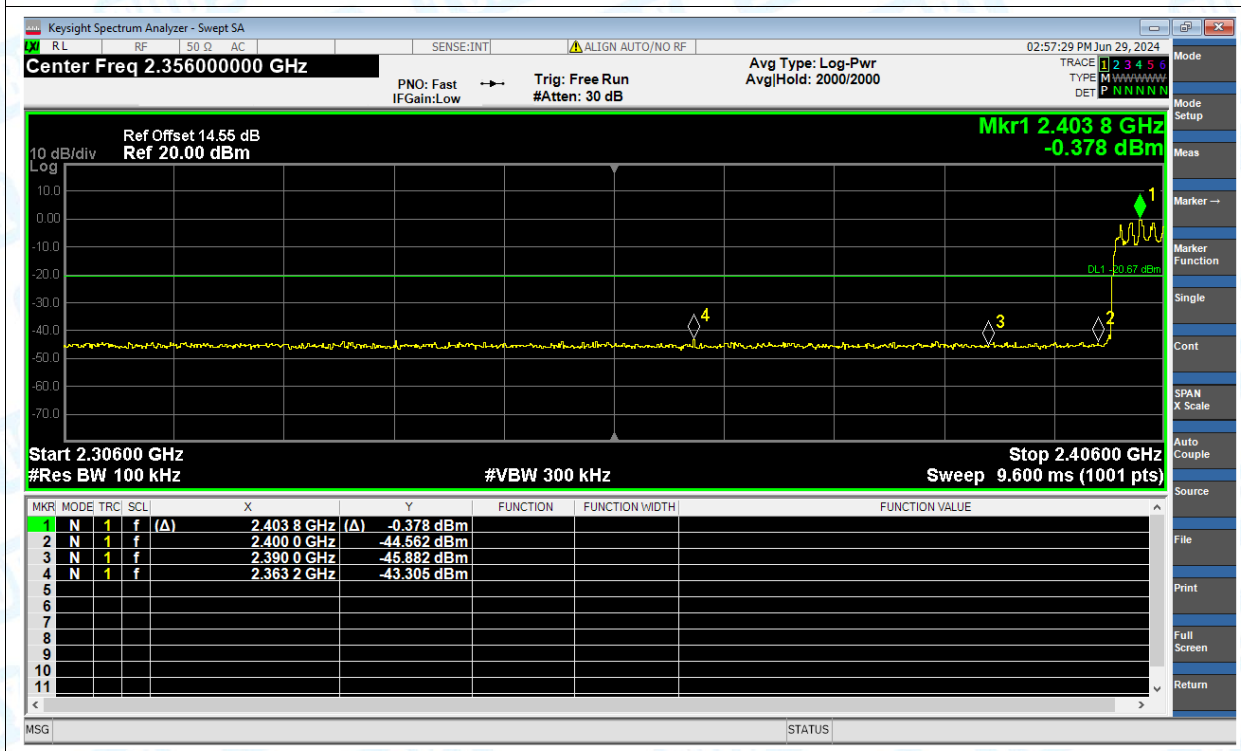 Keysight Spectrum Analyzer - Swept SA
LXI RL RF 50 Ω AC SENSE:INT ALIGN AUTO/NO RF 02:57:29 PM Jun 29, 2024
Center Freq 2.356000000 GHz
PNO: Fast
IFGain:Low
Trig: Free Run
#Atten: 30 dB
Avg Type: Log-Pwr
Avg|Hold: 2000/2000
TRACE 1 2 3 4 5 6
TYPE M WWWWW
DET P N N N N N
Ref Offset 14.55 dB
Ref 20.00 dBm
10 dB/div
Log
Mkr1 2.403 8 GHz
-0.378 dBm
10.0
0.00
-10.0
-20.0
-30.0
-40.0
-50.0
-60.0
-70.0
1
DL1 -20.67 dBm
4
3
2
Start 2.30600 GHz
Stop 2.40600 GHz
#Res BW 100 kHz
#VBW 300 kHz
Sweep 9.600 ms (1001 pts)
MKR MODE TRC SCL X Y FUNCTION FUNCTION WIDTH FUNCTION VALUE
1 N 1 f (Δ) 2.403 8 GHz (Δ) -0.378 dBm
2 N 1 f 2.400 0 GHz -44.562 dBm
3 N 1 f 2.390 0 GHz -45.882 dBm
4 N 1 f 2.363 2 GHz -43.305 dBm
5
6
7
8
9
10
11
MSG
STATUS
Mode
Mode
Setup
Meas
Marker →
Marker
Function
Single
Cont
SPAN
X Scale
Auto
Couple
Source
File
Print
Full
Screen
Return